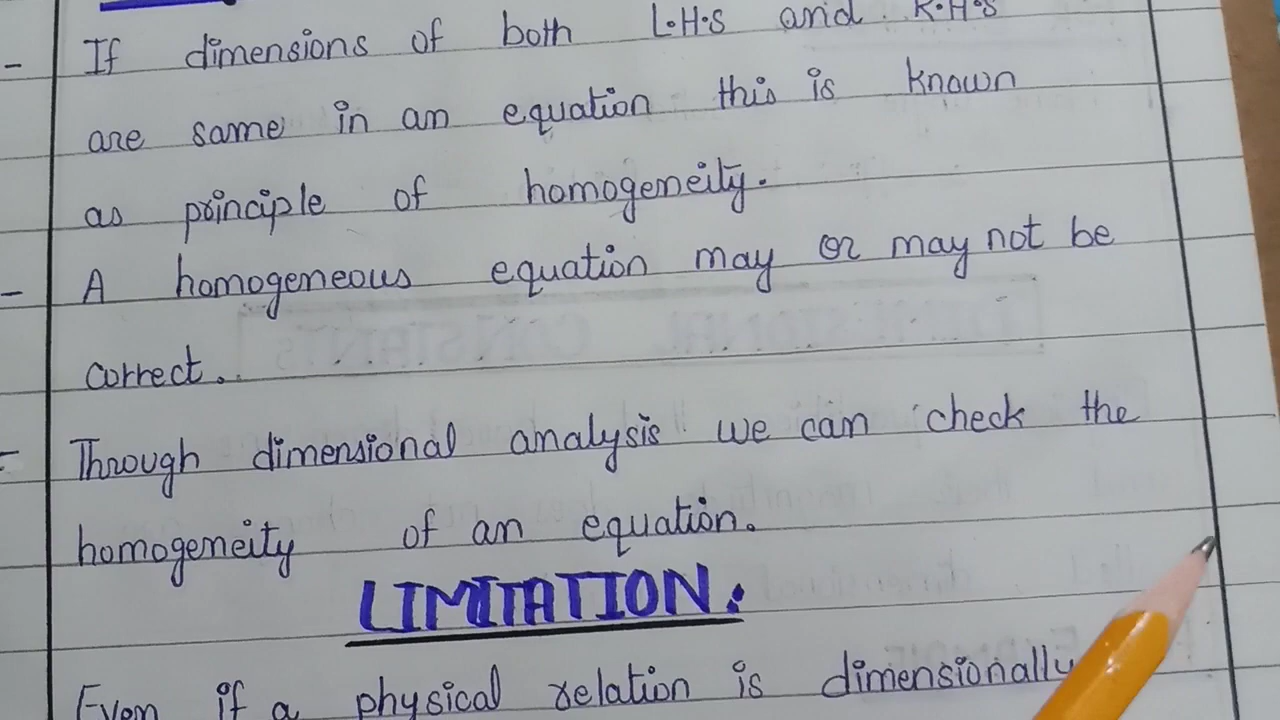 - If dimensions of both L.H.S and R.H.S
are same in an equation this is known
as principle of homogeneity.
- A homogeneous equation may or may not be
correct.
- Through dimensional analysis we can check the
homogeneity of an equation.
LIMITATION:
Even if a physical relation is dimensionally